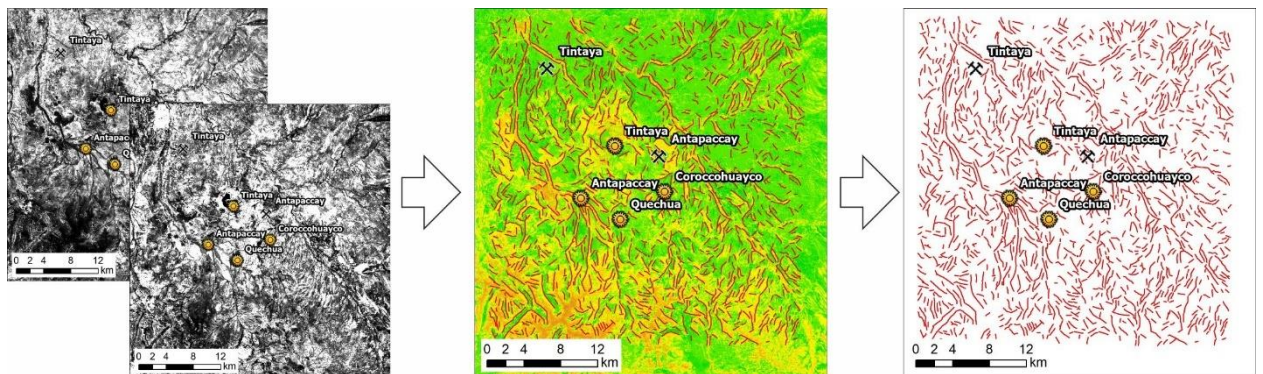 Tintaya
Tintaya
Antapac
Q
0 2 4 8 12
km
Tintaya
Tintaya
Antapaccay
Antapaccay
Coroccohuayco
Quechua
0 2 4 8 12
km
Tintaya
Tintaya
Antapaccay
Antapaccay
Coroccohuayco
Quechua
0 2 4 8 12
km
Tintaya
Tintaya
Antapaccay
Antapaccay
Coroccohuayco
Quechua
0 2 4 8 12
km